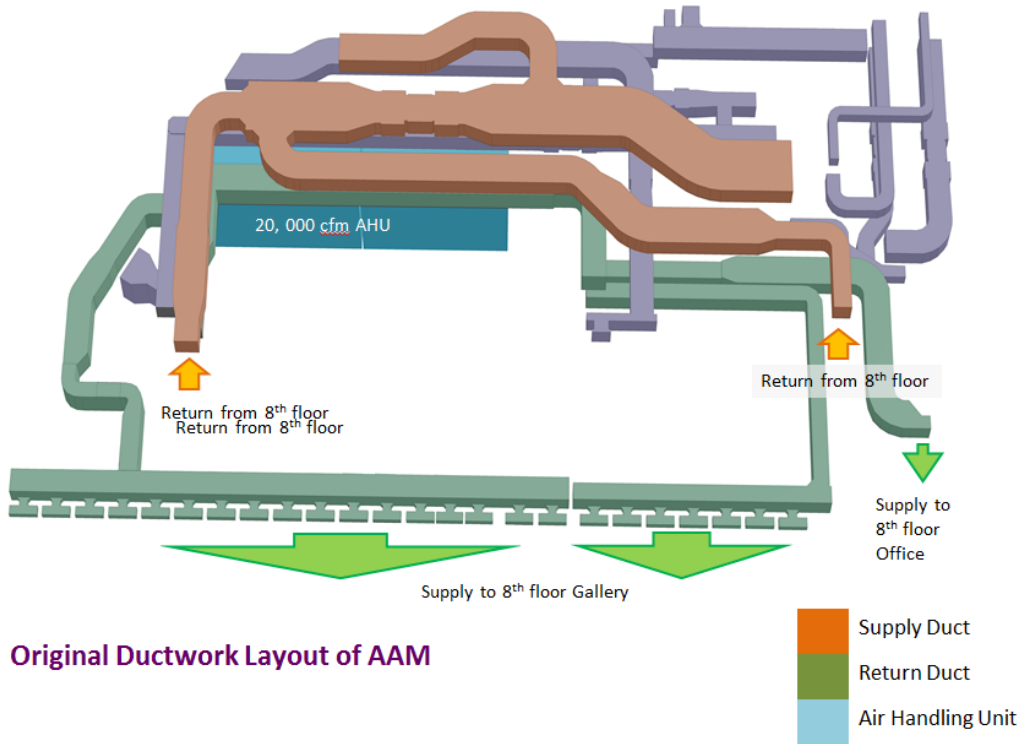 20, 000 cfm AHU
Return from 8th floor
Return from 8th floor
Return from 8th floor
Supply to
8th floor
Office
Supply to 8th floor Gallery
Original Ductwork Layout of AAM
Supply Duct
Return Duct
Air Handling Unit